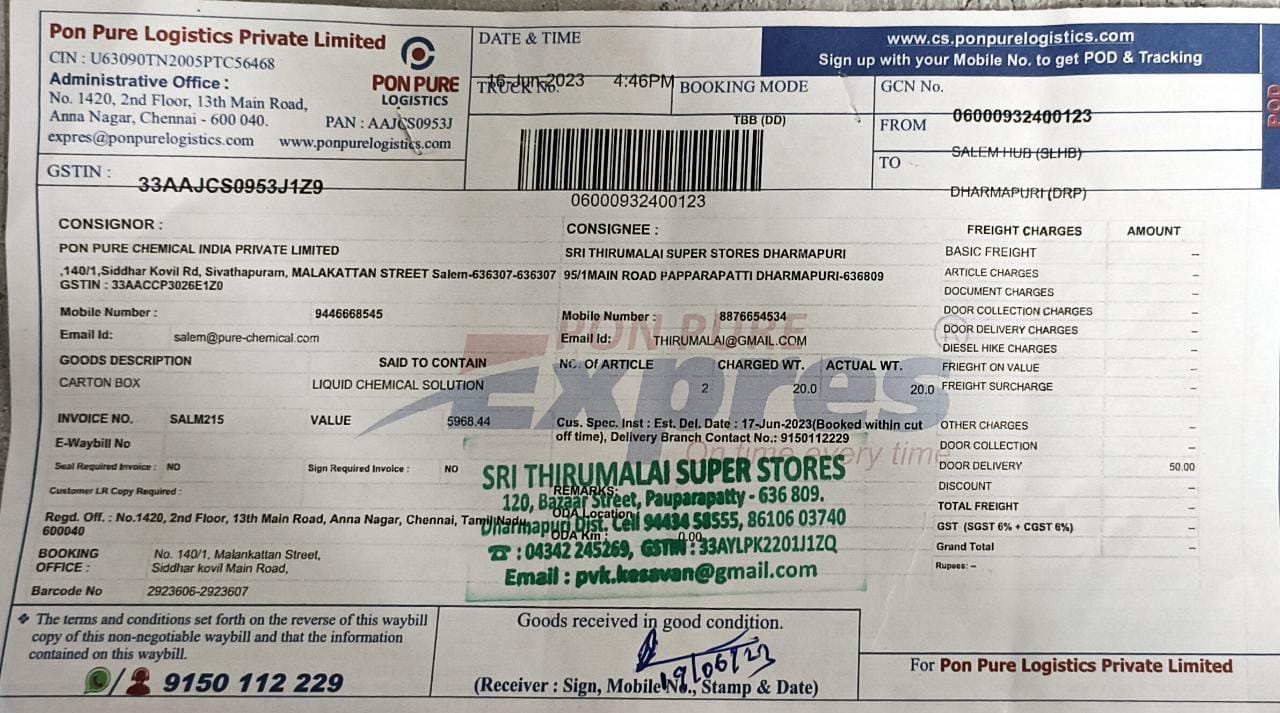 Pon Pure Logistics Private Limited
CIN : U63090TN2005PTC56468
Administrative Office :
No. 1420, 2nd Floor, 13th Main Road,
Anna Nagar, Chennai - 600 040.
PAN : AAJCS0953J
expres@ponpurelogistics.com www.ponpurelogistics.com
PON PURE
LOGISTICS
GSTIN :
33AAJCS0953J1Z9
DATE & TIME
16-Jun-2023 4:46PM
TRUCK No.
BOOKING MODE
TBB (DD)
06000932400123
www.cs.ponpurelogistics.com
Sign up with your Mobile No. to get POD & Tracking
GCN No.
06000932400123
FROM
SALEM HUB (SLHB)
TO
DHARMAPURI (DRP)
POD
CONSIGNOR :
PON PURE CHEMICAL INDIA PRIVATE LIMITED
,140/1,Siddhar Kovil Rd, Sivathapuram, MALAKATTAN STREET Salem-636307-636307
GSTIN : 33AACCP3026E1Z0
Mobile Number : 9446668545
Email Id: salem@pure-chemical.com
CONSIGNEE :
SRI THIRUMALAI SUPER STORES DHARMAPURI
95/1MAIN ROAD PAPPARAPATTI DHARMAPURI-636809
Mobile Number : 8876654534
Email Id: THIRUMALAI@GMAIL.COM
PON PURE
Expres
®
On time every time
GOODS DESCRIPTION SAID TO CONTAIN NO. OF ARTICLE CHARGED WT. ACTUAL WT.
CARTON BOX LIQUID CHEMICAL SOLUTION 2 20.0 20.0
INVOICE NO. SALM215 VALUE 5968.44
E-Waybill No
Seal Required Invoice : NO Sign Required Invoice : NO
Customer LR Copy Required :
Cus. Spec. Inst : Est. Del. Date : 17-Jun-2023(Booked within cut
off time), Delivery Branch Contact No.: 9150112229
REMARKS:
ODA Location :
ODA Km : 0.00
SRI THIRUMALAI SUPER STORES
120, Bazaar Street, Pauparapatty - 636 809.
Dharmapuri Dist. Cell 94434 58555, 86106 03740
☎ : 04342 245269, GSTIN : 33AYLPK2201J1ZQ
Email : pvk.kesavan@gmail.com
Regd. Off. : No.1420, 2nd Floor, 13th Main Road, Anna Nagar, Chennai, Tamil Nadu
600040
BOOKING OFFICE : No. 140/1, Malankattan Street,
Siddhar kovil Main Road,
Barcode No 2923606-2923607
FREIGHT CHARGES AMOUNT
BASIC FREIGHT --
ARTICLE CHARGES --
DOCUMENT CHARGES --
DOOR COLLECTION CHARGES --
DOOR DELIVERY CHARGES --
DIESEL HIKE CHARGES --
FRIEGHT ON VALUE --
FREIGHT SURCHARGE --
OTHER CHARGES --
DOOR COLLECTION --
DOOR DELIVERY 50.00
DISCOUNT --
TOTAL FREIGHT --
GST (SGST 6% + CGST 6%) --
Grand Total --
Rupees: --
❖ The terms and conditions set forth on the reverse of this waybill
copy of this non-negotiable waybill and that the information
contained on this waybill.
9150 112 229
Goods received in good condition.
19/06/23
(Receiver : Sign, Mobile No., Stamp & Date)
For Pon Pure Logistics Private Limited